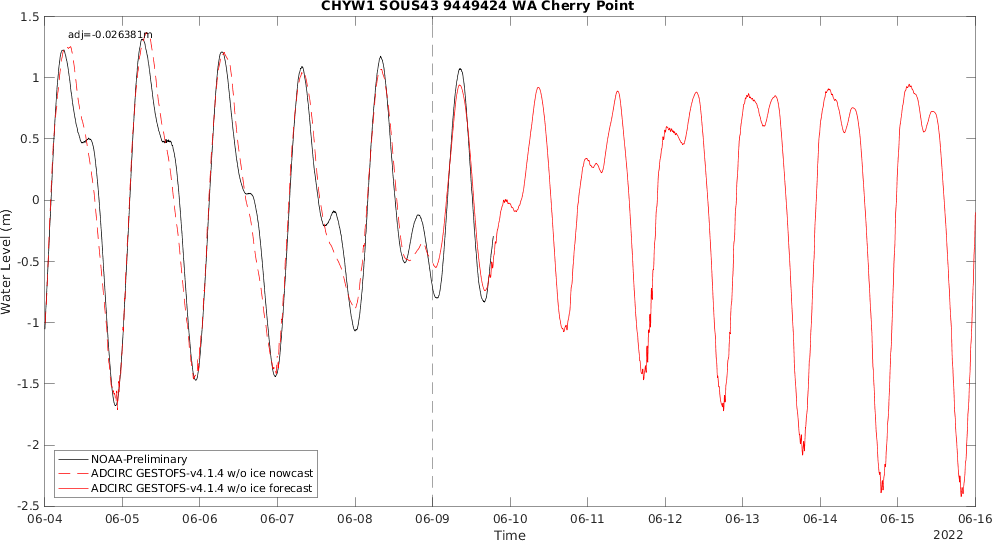 CHYW1 SOUS43 9449424 WA Cherry Point
adj=-0.026381m
1.5
1
0.5
0
-0.5
-1
-1.5
-2
-2.5
Water Level (m)
NOAA-Preliminary
ADCIRC GESTOFS-v4.1.4 w/o ice nowcast
ADCIRC GESTOFS-v4.1.4 w/o ice forecast
06-04 06-05 06-06 06-07 06-08 06-09 06-10 06-11 06-12 06-13 06-14 06-15 06-16
Time
2022